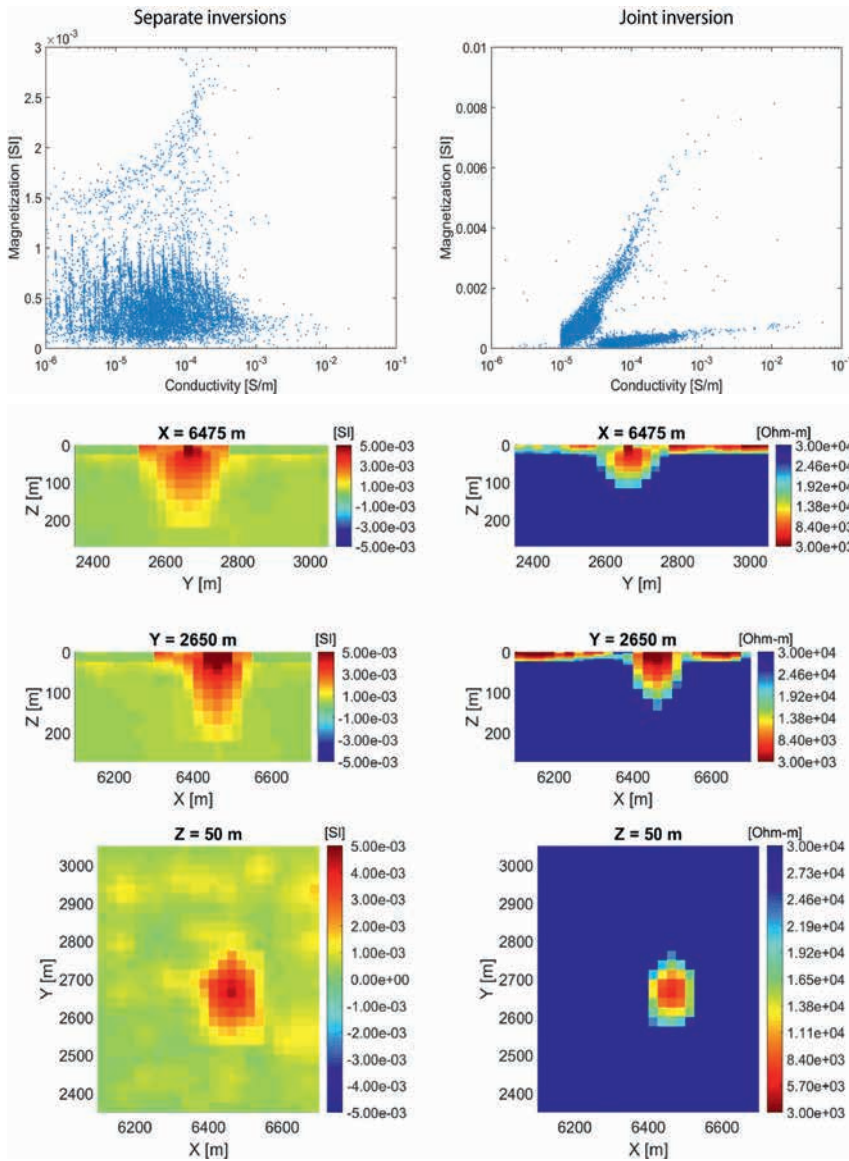 Separate inversions
×10⁻³
3
2.5
2
1.5
1
0.5
0
Magnetization [SI]
10⁻⁶ 10⁻⁵ 10⁻⁴ 10⁻³ 10⁻² 10⁻¹
Conductivity [S/m]
Joint inversion
0.01
0.008
0.006
0.004
0.002
0
Magnetization [SI]
10⁻⁶ 10⁻⁵ 10⁻⁴ 10⁻³ 10⁻² 10⁻¹
Conductivity [S/m]
X = 6475 m
[SI]
0
100
200
Z [m]
2400 2600 2800 3000
Y [m]
5.00e-03
3.00e-03
1.00e-03
-1.00e-03
-3.00e-03
-5.00e-03
X = 6475 m
[Ohm-m]
0
100
200
Z [m]
2400 2600 2800 3000
Y [m]
3.00e+04
2.46e+04
1.92e+04
1.38e+04
8.40e+03
3.00e+03
Y = 2650 m
[SI]
0
100
200
Z [m]
6200 6400 6600
X [m]
5.00e-03
3.00e-03
1.00e-03
-1.00e-03
-3.00e-03
-5.00e-03
Y = 2650 m
[Ohm-m]
0
100
200
Z [m]
6200 6400 6600
X [m]
3.00e+04
2.46e+04
1.92e+04
1.38e+04
8.40e+03
3.00e+03
Z = 50 m
[SI]
3000
2900
2800
2700
2600
2500
2400
Y [m]
6200 6400 6600
X [m]
5.00e-03
4.00e-03
3.00e-03
2.00e-03
1.00e-03
0.00e+00
-1.00e-03
-2.00e-03
-3.00e-03
-4.00e-03
-5.00e-03
Z = 50 m
[Ohm-m]
3000
2900
2800
2700
2600
2500
2400
Y [m]
6200 6400 6600
X [m]
3.00e+04
2.73e+04
2.46e+04
2.19e+04
1.92e+04
1.65e+04
1.38e+04
1.11e+04
8.40e+03
5.70e+03
3.00e+03